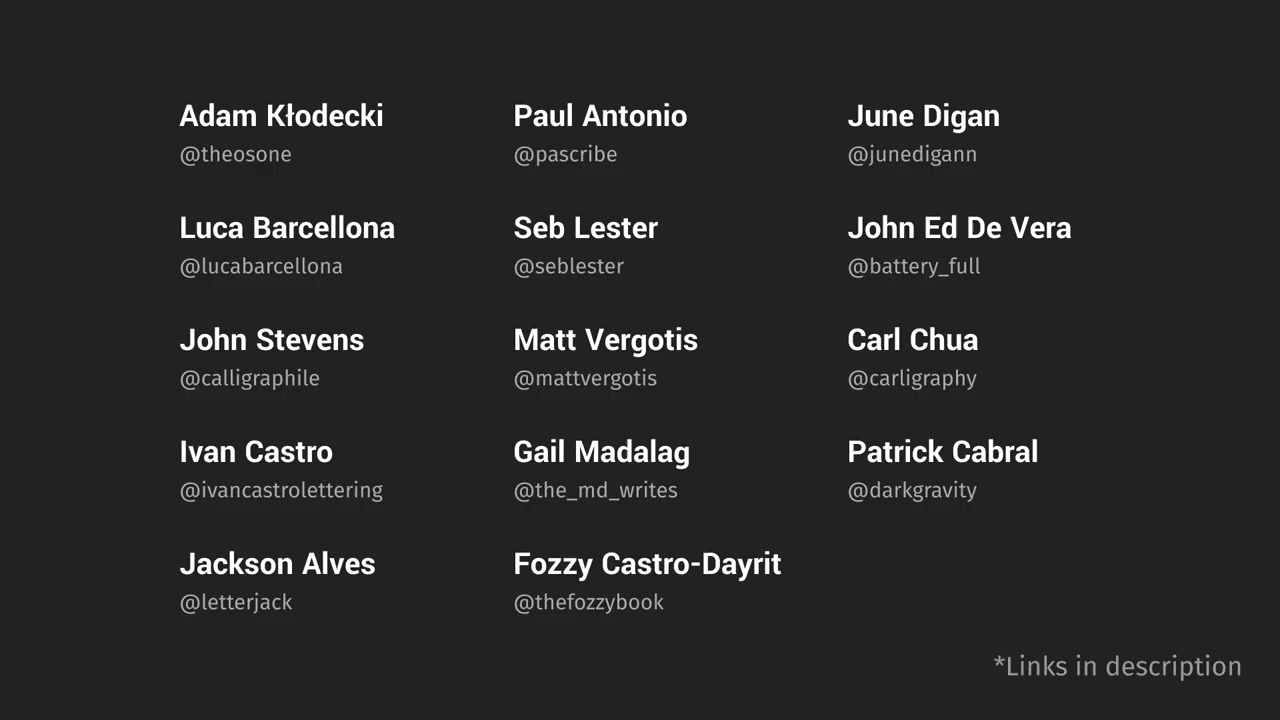 Adam Kłodecki
@theosone
Paul Antonio
@pascribe
June Digan
@junedigann
Luca Barcellona
@lucabarcellona
Seb Lester
@seblester
John Ed De Vera
@battery_full
John Stevens
@calligraphile
Matt Vergotis
@mattvergotis
Carl Chua
@carligraphy
Ivan Castro
@ivancastrolettering
Gail Madalag
@the_md_writes
Patrick Cabral
@darkgravity
Jackson Alves
@letterjack
Fozzy Castro-Dayrit
@thefozzybook
*Links in description